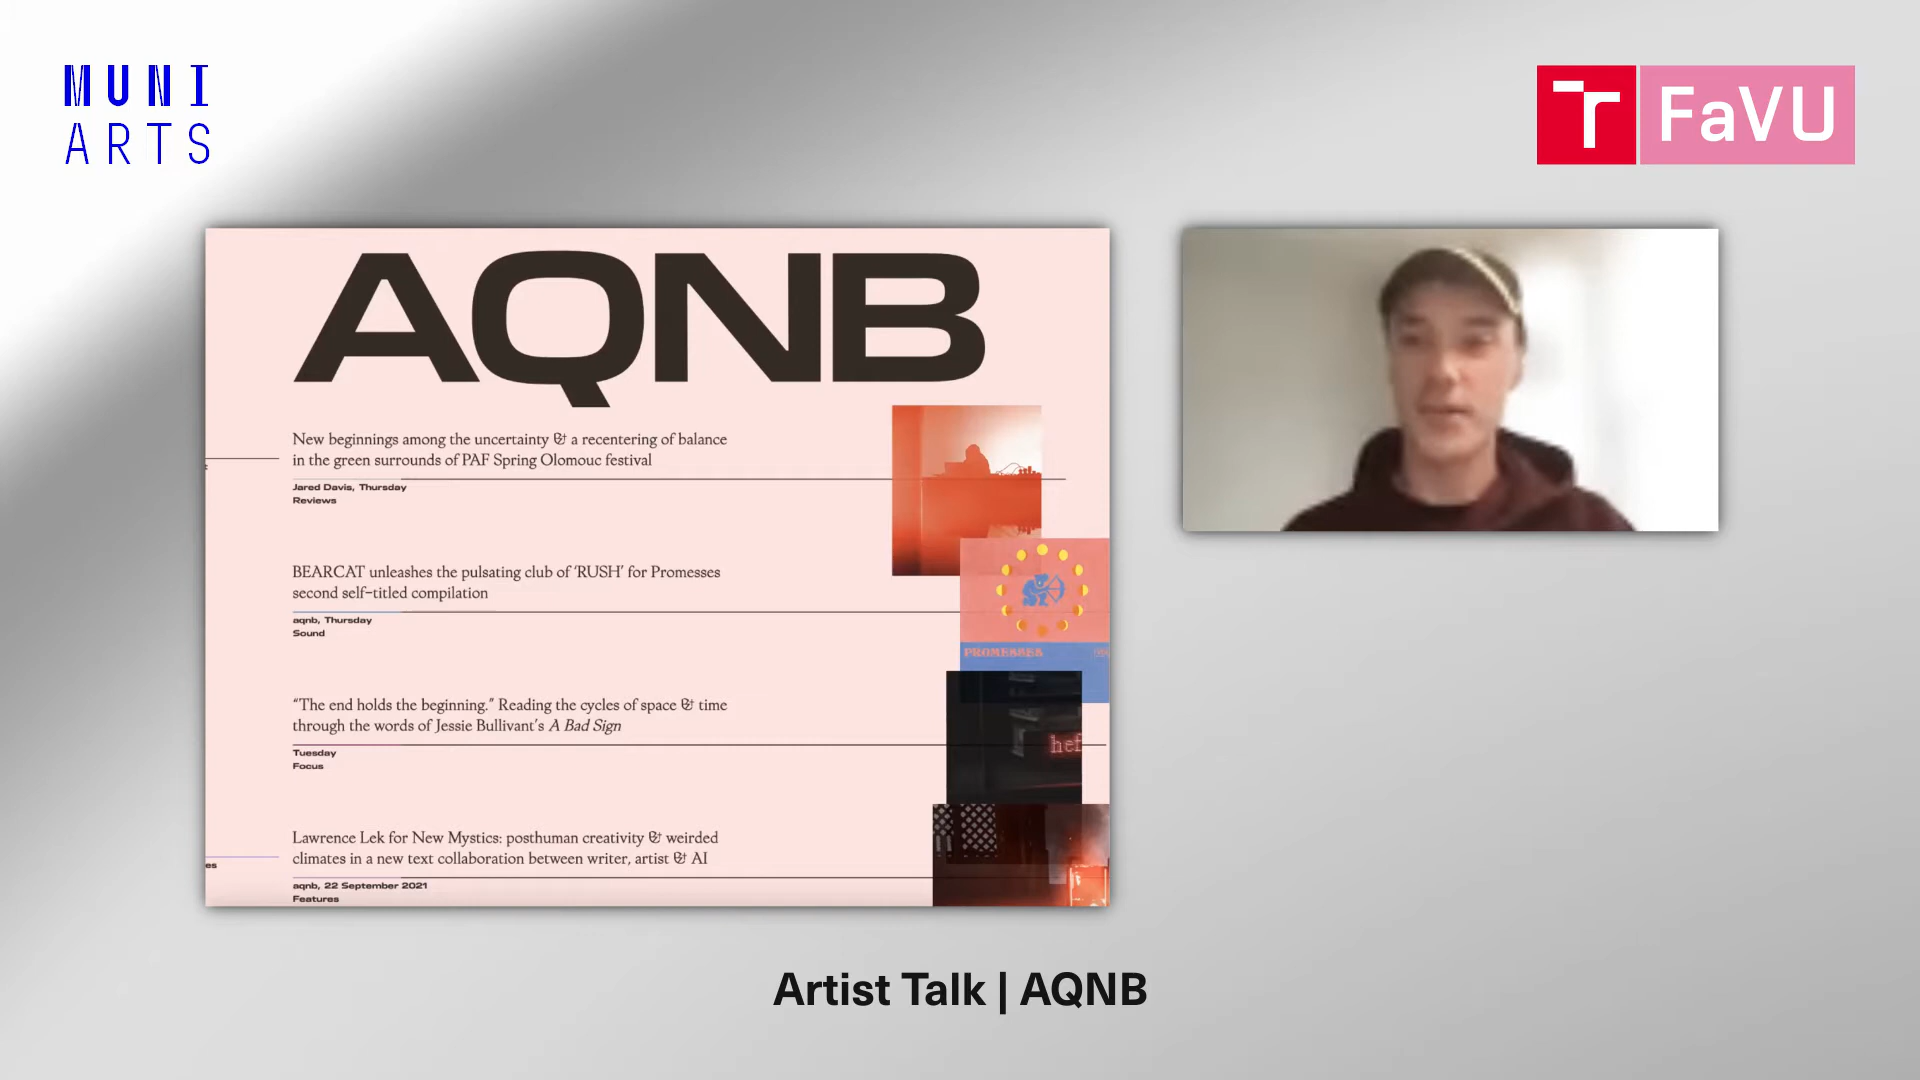 MUNI
ARTS
FaVU
AQNB
New beginnings among the uncertainty & a recentering of balance
in the green surrounds of PAF Spring Olomouc festival
Jared Davis, Thursday
Reviews
BEARCAT unleashes the pulsating club of ‘RUSH’ for Promesses
second self-titled compilation
aqnb, Thursday
Sound
PROMESSES
“The end holds the beginning.” Reading the cycles of space & time
through the words of Jessie Bullivant’s A Bad Sign
Tuesday
Focus
hef
Lawrence Lek for New Mystics: posthuman creativity & weirded
climates in a new text collaboration between writer, artist & AI
es
aqnb, 22 September 2021
Features
Artist Talk | AQNB